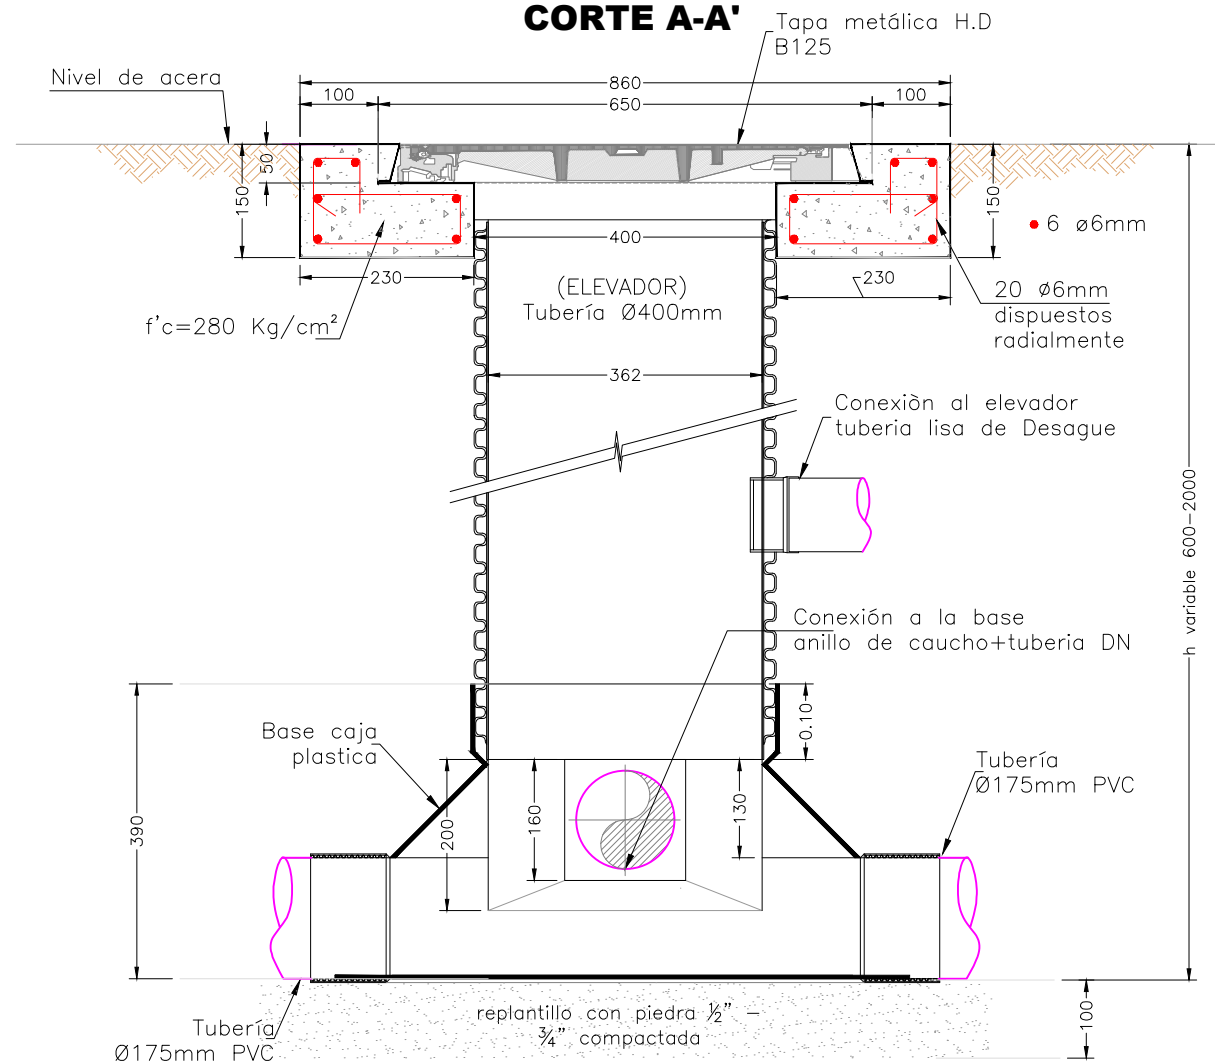 CORTE A-A'
Tapa metálica H.D
B125
Nivel de acera
860
100
650
100
50
150
150
6 ø6mm
400
230
230
(ELEVADOR)
Tubería Ø400mm
20 ø6mm
dispuestos
radialmente
f'c=280 Kg/cm²
362
Conexiòn al elevador
tuberia lisa de Desague
h variable 600-2000
Conexión a la base
anillo de caucho+tuberia DN
0.10
Base caja
plastica
Tubería
Ø175mm PVC
390
200
160
130
replantillo con piedra ½" -
¾" compactada
Tubería
Ø175mm PVC
100